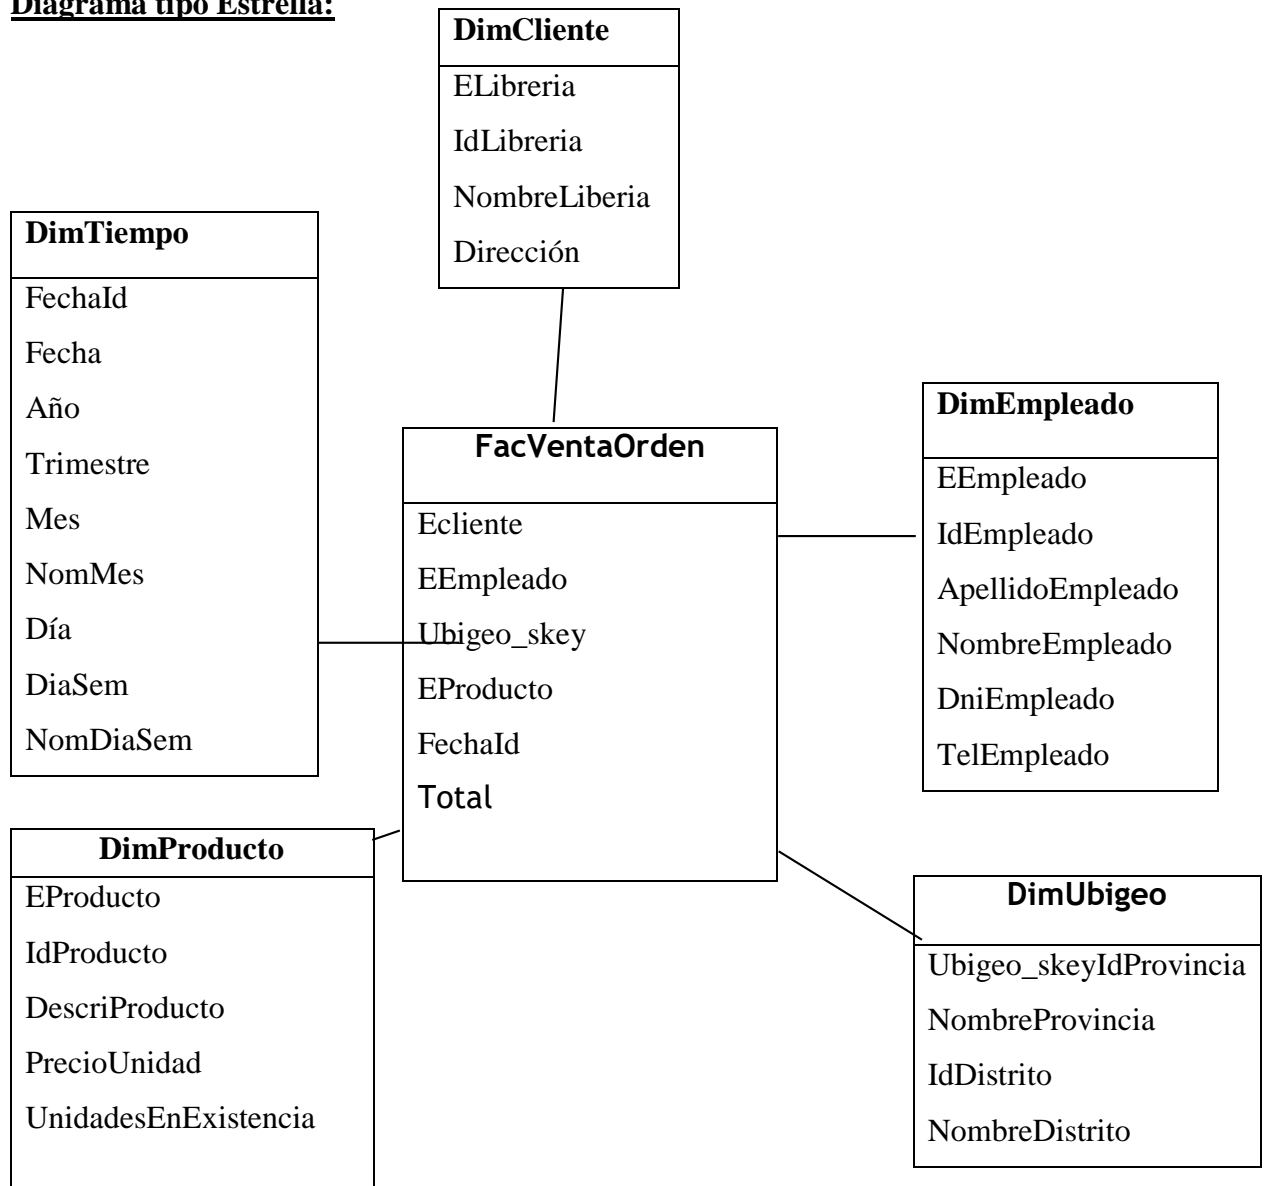 Diagrama tipo Estrella:
DimCliente
ELibreria
IdLibreria
NombreLiberia
Dirección
DimTiempo
FechaId
Fecha
Año
Trimestre
Mes
NomMes
Día
DiaSem
NomDiaSem
FacVentaOrden
Ecliente
EEmpleado
Ubigeo_skey
EProducto
FechaId
Total
DimEmpleado
EEmpleado
IdEmpleado
ApellidoEmpleado
NombreEmpleado
DniEmpleado
TelEmpleado
DimProducto
EProducto
IdProducto
DescriProducto
PrecioUnidad
UnidadesEnExistencia
DimUbigeo
Ubigeo_skeyIdProvincia
NombreProvincia
IdDistrito
NombreDistrito